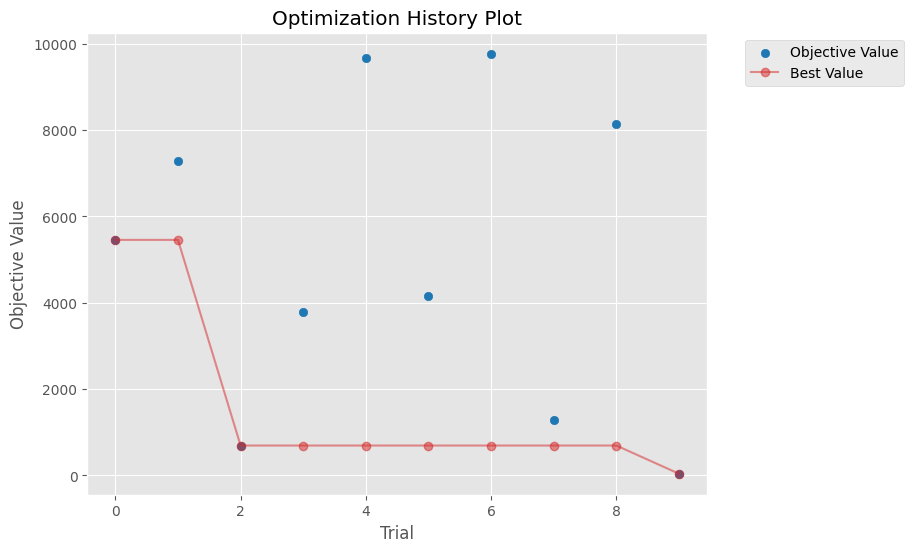 Optimization History Plot
Objective Value
Best Value
Objective Value
10000
8000
6000
4000
2000
0
0 2 4 6 8
Trial